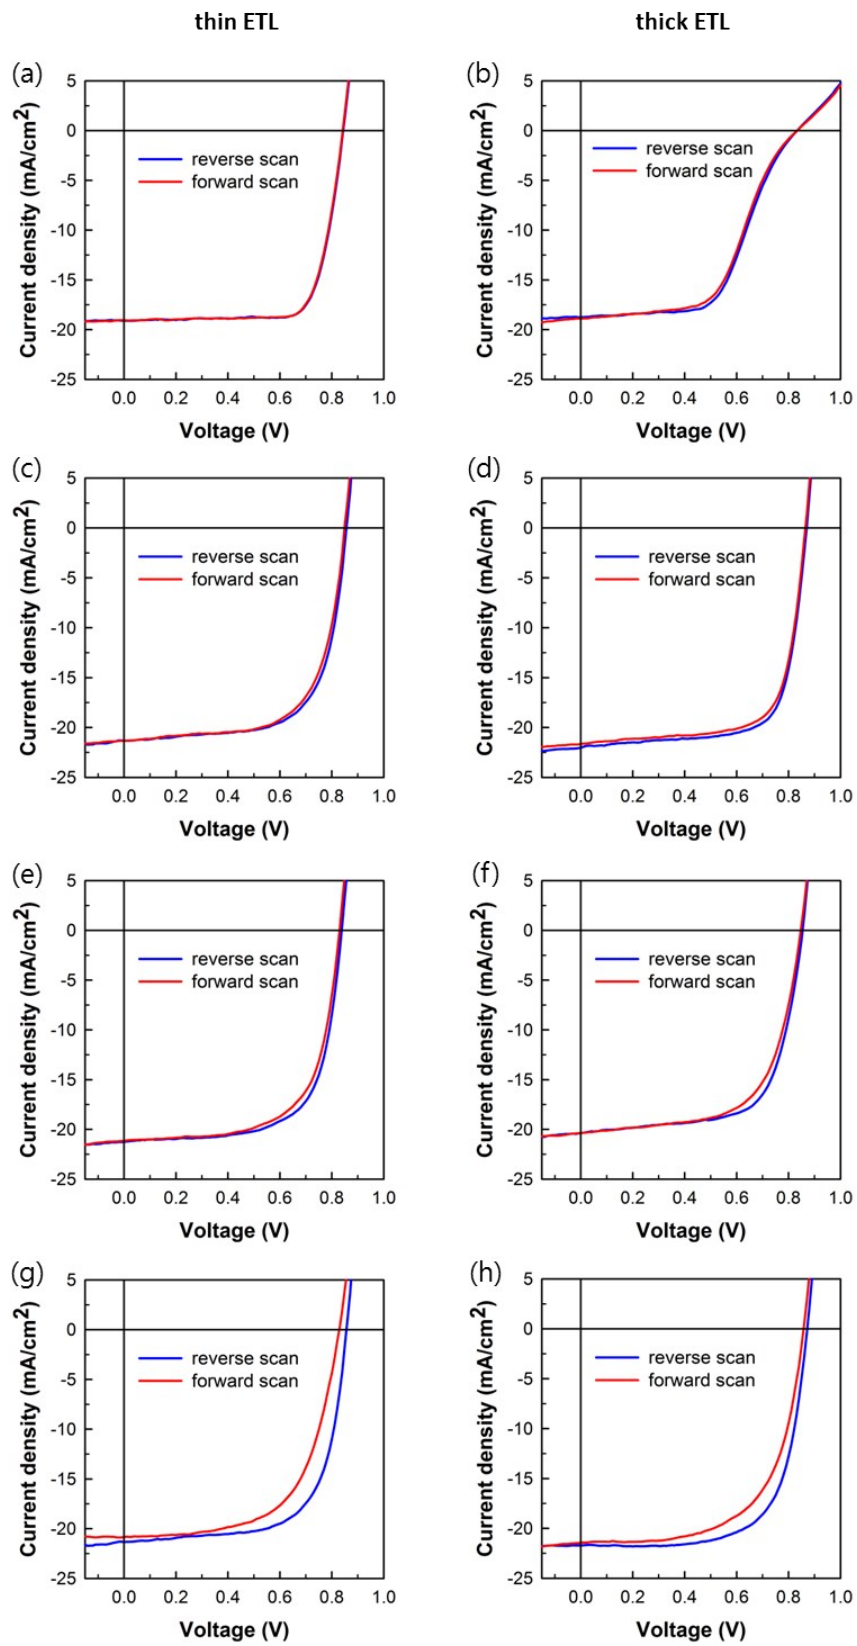 thin ETL
thick ETL
(a)
5
0
-5
-10
-15
-20
-25
0.0 0.2 0.4 0.6 0.8 1.0
Current density (mA/cm2)
Voltage (V)
reverse scan
forward scan
(b)
5
0
-5
-10
-15
-20
-25
0.0 0.2 0.4 0.6 0.8 1.0
Current density (mA/cm2)
Voltage (V)
reverse scan
forward scan
(c)
5
0
-5
-10
-15
-20
-25
0.0 0.2 0.4 0.6 0.8 1.0
Current density (mA/cm2)
Voltage (V)
reverse scan
forward scan
(d)
5
0
-5
-10
-15
-20
-25
0.0 0.2 0.4 0.6 0.8 1.0
Current density (mA/cm2)
Voltage (V)
reverse scan
forward scan
(e)
5
0
-5
-10
-15
-20
-25
0.0 0.2 0.4 0.6 0.8 1.0
Current density (mA/cm2)
Voltage (V)
reverse scan
forward scan
(f)
5
0
-5
-10
-15
-20
-25
0.0 0.2 0.4 0.6 0.8 1.0
Current density (mA/cm2)
Voltage (V)
reverse scan
forward scan
(g)
5
0
-5
-10
-15
-20
-25
0.0 0.2 0.4 0.6 0.8 1.0
Current density (mA/cm2)
Voltage (V)
reverse scan
forward scan
(h)
5
0
-5
-10
-15
-20
-25
0.0 0.2 0.4 0.6 0.8 1.0
Current density (mA/cm2)
Voltage (V)
reverse scan
forward scan